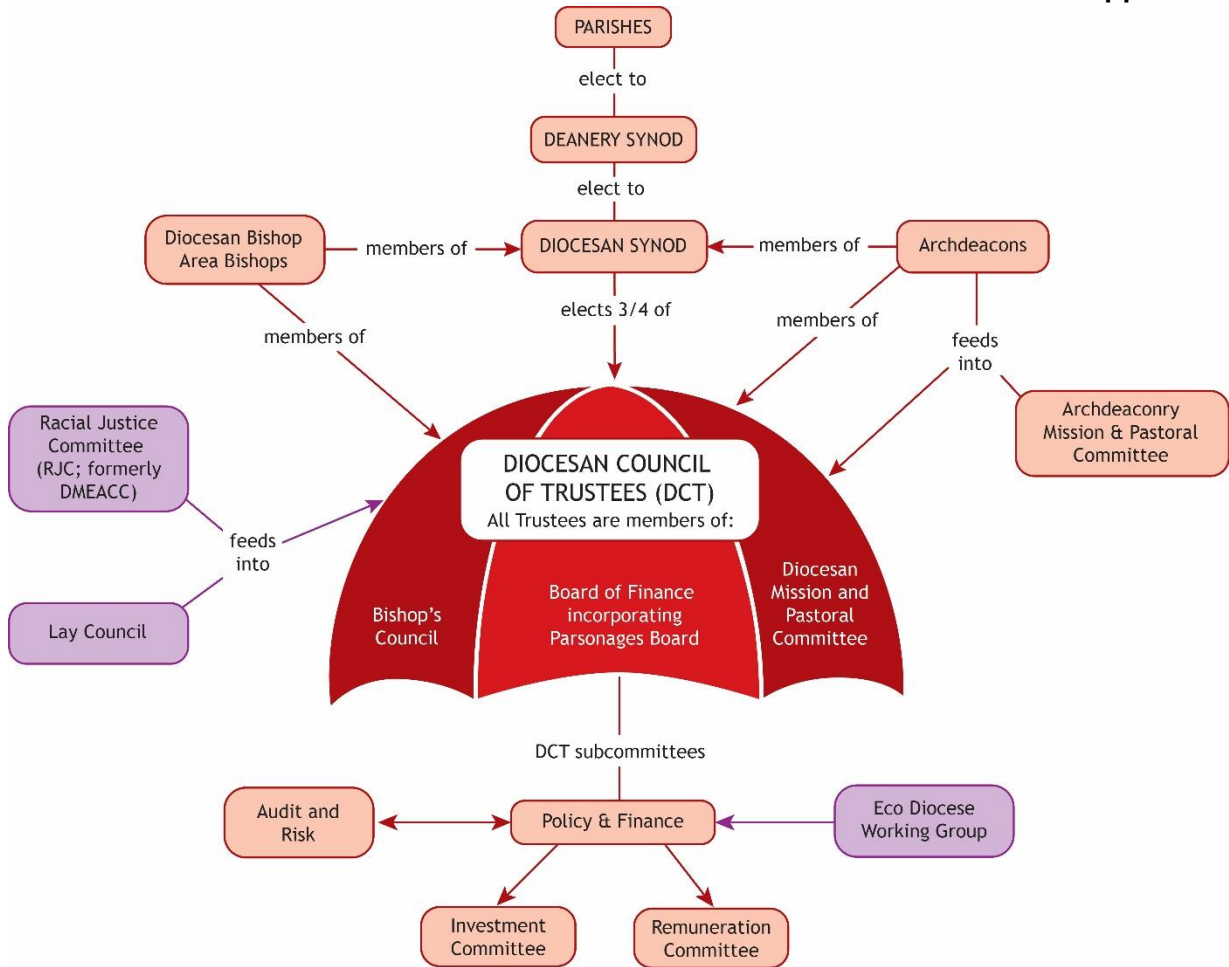 PARISHES
elect to
DEANERY SYNOD
elect to
Diocesan Bishop
Area Bishops
members of
DIOCESAN SYNOD
members of
Archdeacons
elects 3/4 of
members of
members of
feeds
into
Racial Justice
Committee
(RJC; formerly
DMEACC)
Archdeaconry
Mission & Pastoral
Committee
DIOCESAN COUNCIL
OF TRUSTEES (DCT)
All Trustees are members of:
feeds
into
Lay Council
Bishop's
Council
Board of Finance
incorporating
Parsonages Board
Diocesan
Mission and
Pastoral
Committee
DCT subcommittees
Audit and
Risk
Policy & Finance
Eco Diocese
Working Group
Investment
Committee
Remuneration
Committee